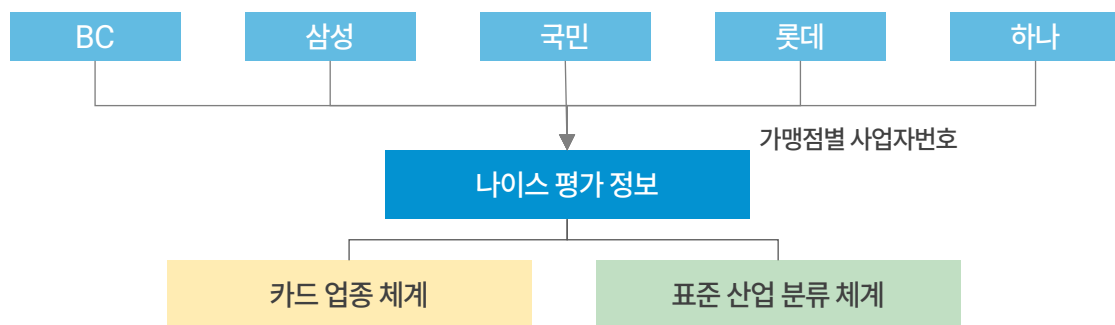 BC
삼성
국민
롯데
하나
가맹점별 사업자번호
나이스 평가 정보
카드 업종 체계
표준 산업 분류 체계